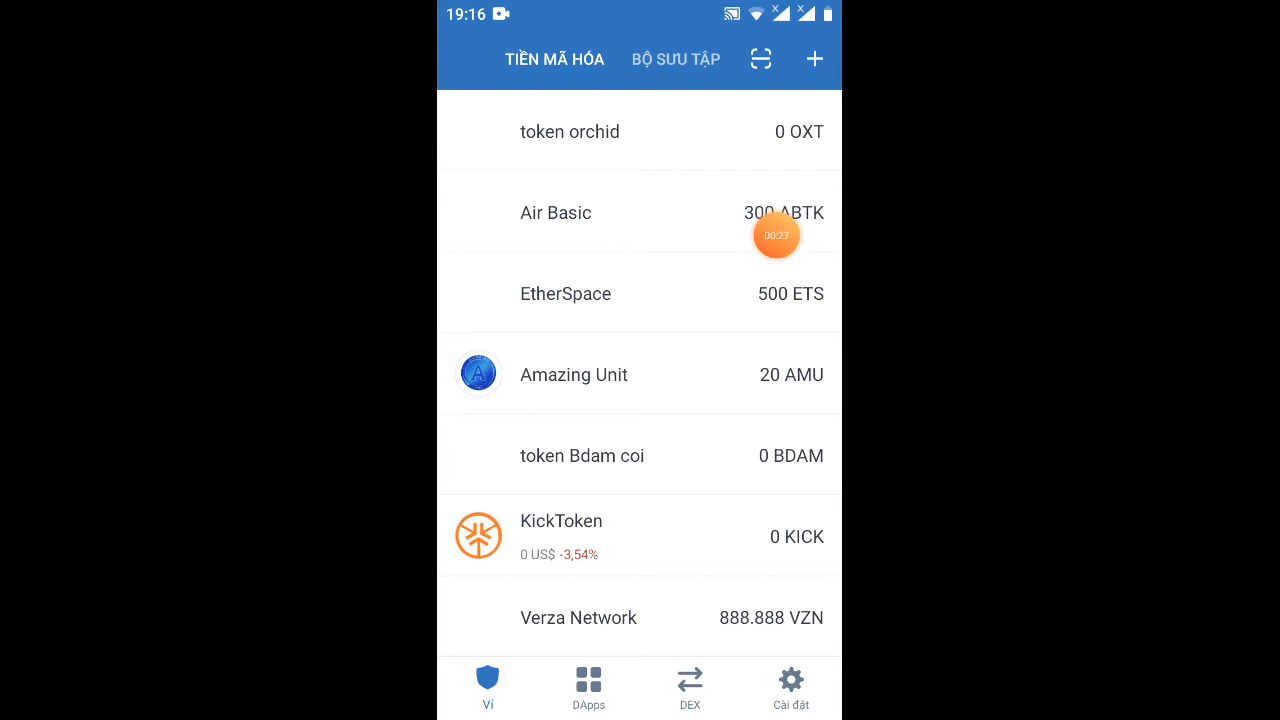 19:16
TIỀN MÃ HÓA BỘ SƯU TẬP
token orchid 0 OXT
Air Basic 300 ABTK
00:27
EtherSpace 500 ETS
Amazing Unit 20 AMU
token Bdam coi 0 BDAM
KickToken 0 KICK
0 US$ -3,54%
Verza Network 888.888 VZN
Ví DApps DEX Cài đặt